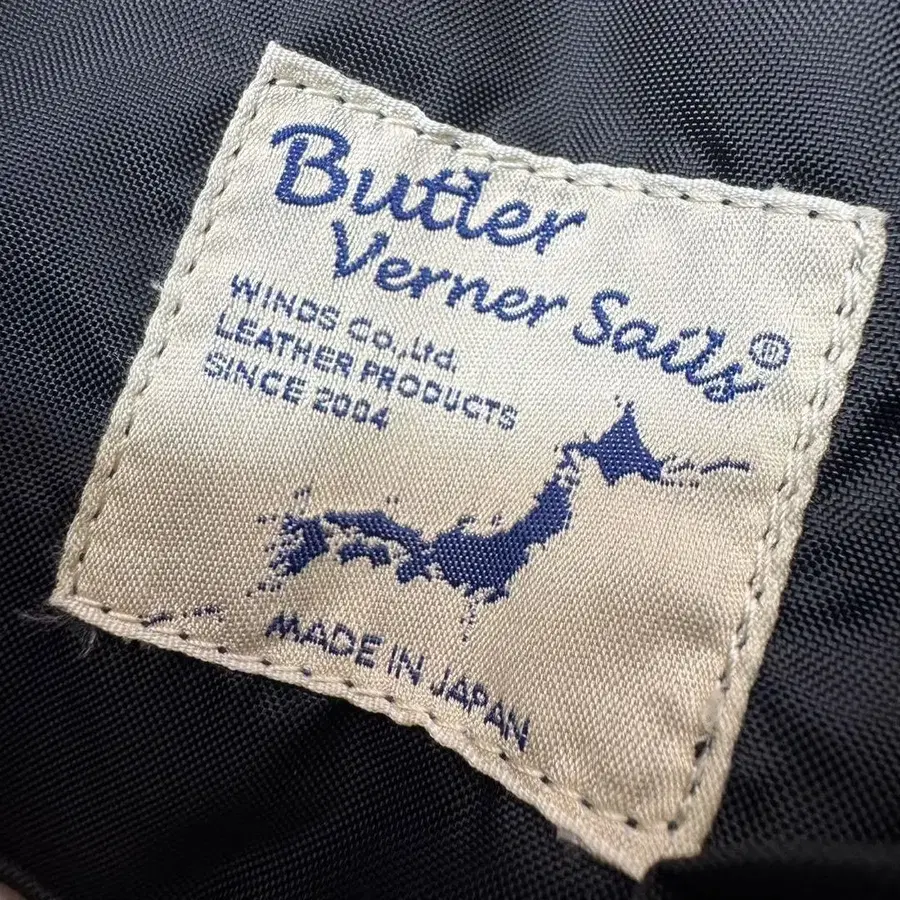 Butler
Verner Sails®
WINDS Co.,Ltd.
LEATHER PRODUCTS
SINCE 2004
MADE IN JAPAN